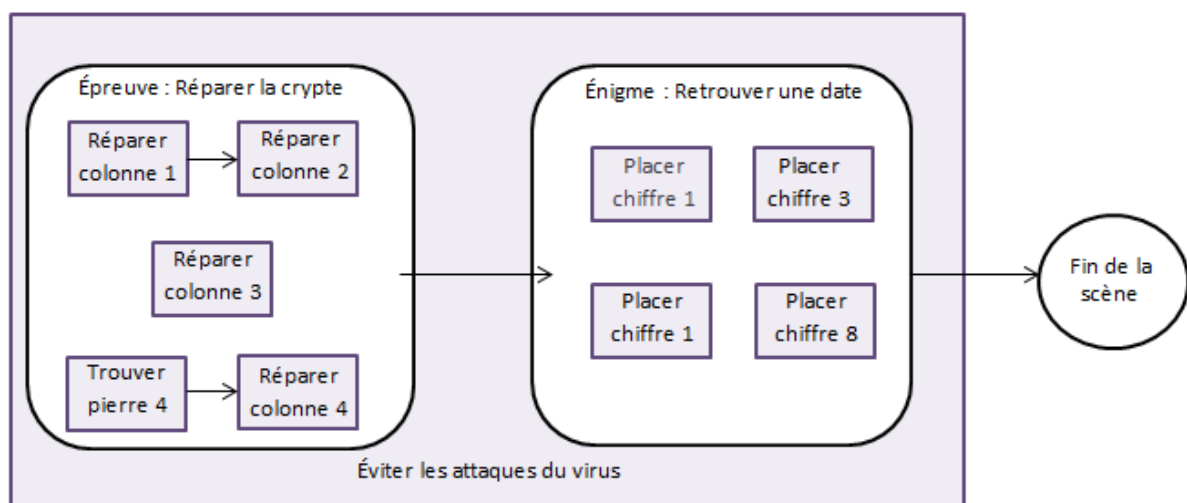 Épreuve : Réparer la crypte
Réparer
colonne 1
Réparer
colonne 2
Réparer
colonne 3
Trouver
pierre 4
Réparer
colonne 4
Énigme : Retrouver une date
Placer
chiffre 1
Placer
chiffre 3
Placer
chiffre 1
Placer
chiffre 8
Fin de la
scène
Éviter les attaques du virus